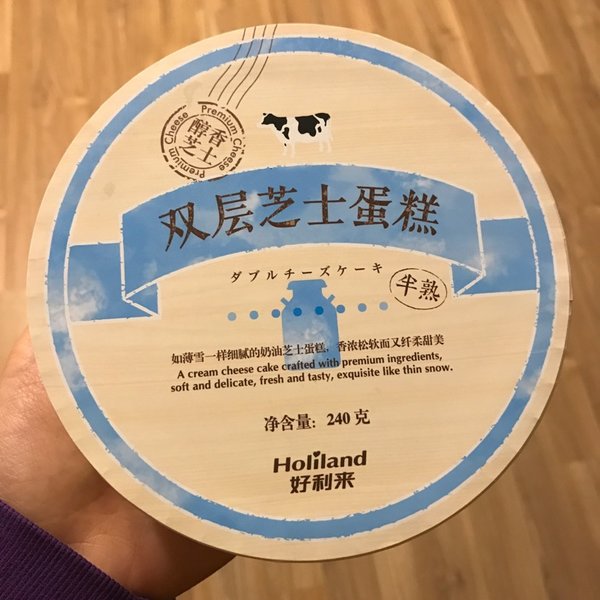 Premium Cheese
醇香
芝士
Premium Cheese
双层芝士蛋糕
ダブルチーズケーキ
半熟
如薄雪一样细腻的奶油芝士蛋糕，香浓松软而又纤柔甜美
A cream cheese cake crafted with premium ingredients,
soft and delicate, fresh and tasty, exquisite like thin snow.
净含量：240 克
Holiland
好利来